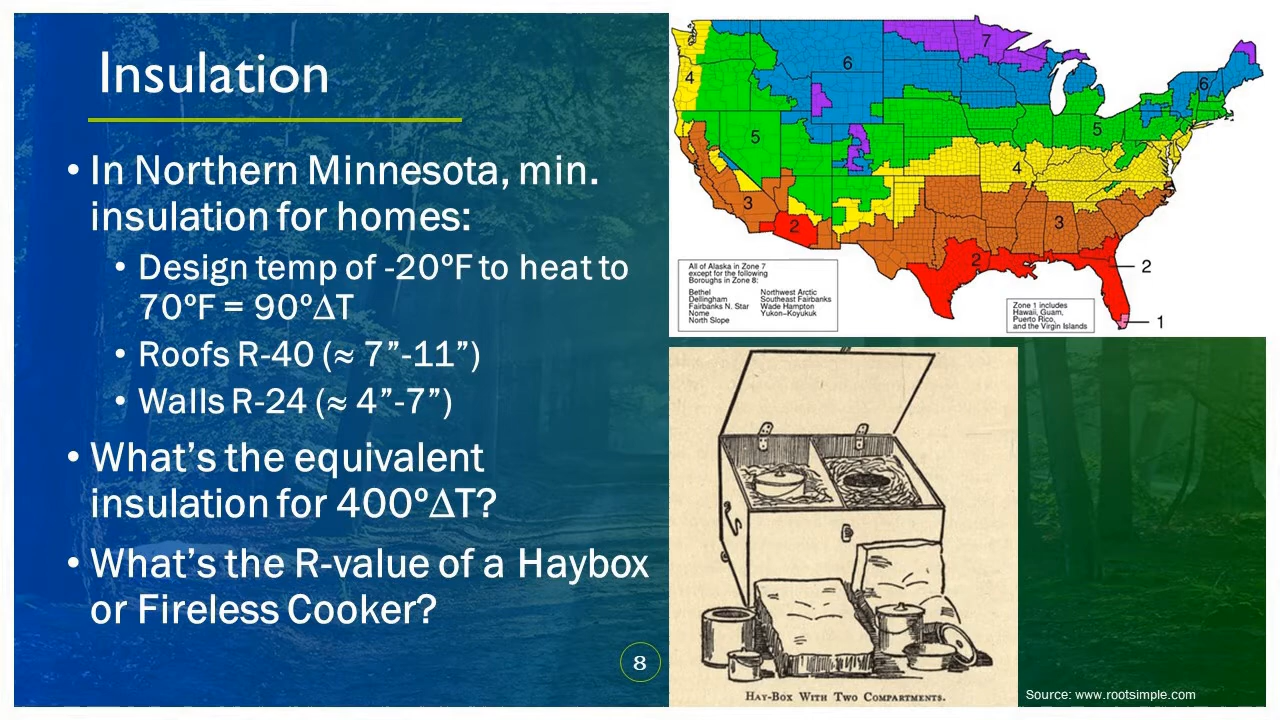 Insulation
• In Northern Minnesota, min.
insulation for homes:
• Design temp of -20°F to heat to
70°F = 90°∆T
• Roofs R-40 (≈ 7”-11”)
• Walls R-24 (≈ 4”-7”)
• What’s the equivalent
insulation for 400°∆T?
• What’s the R-value of a Haybox
or Fireless Cooker?
8
7
6
6
6
4
5
5
4
3
3
2
2
2
1
All of Alaska in Zone 7
except for the following
Boroughs in Zone 8:
Bethel Northwest Arctic
Dellingham Southeast Fairbanks
Fairbanks N. Star Wade Hampton
Nome Yukon-Koyukuk
North Slope
Zone 1 includes
Hawaii, Guam,
Puerto Rico,
and the Virgin Islands
HAY-BOX WITH TWO COMPARTMENTS.
Source: www.rootsimple.com